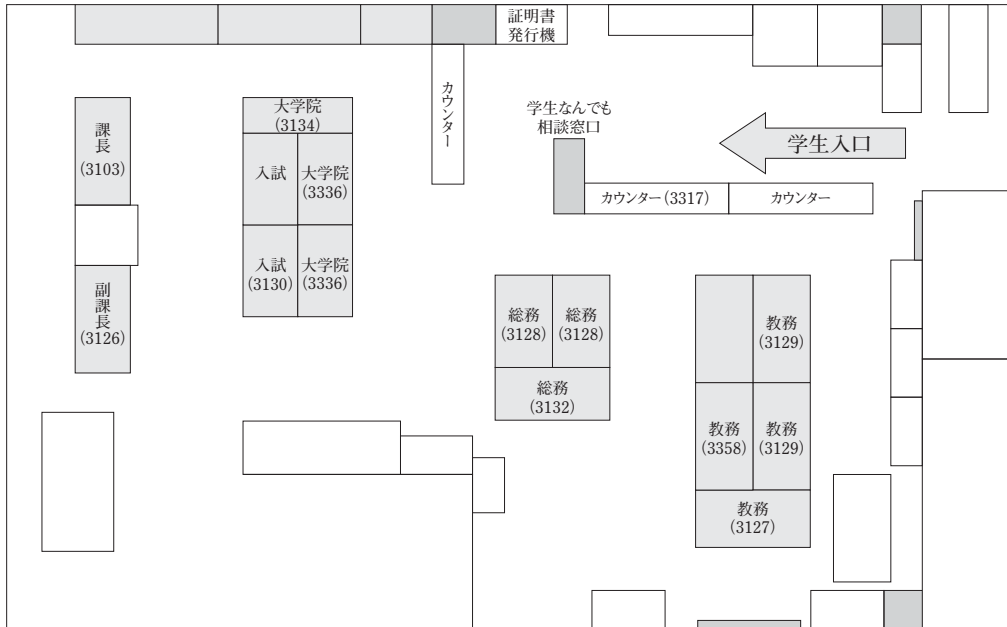 証明書
発行機
カウンター
学生なんでも
相談窓口
学生入口
カウンター(3317)
カウンター
課長
(3103)
副課長
(3126)
大学院
(3134)
入試
大学院
(3336)
入試
(3130)
大学院
(3336)
総務
(3128)
総務
(3128)
総務
(3132)
教務
(3129)
教務
(3358)
教務
(3129)
教務
(3127)